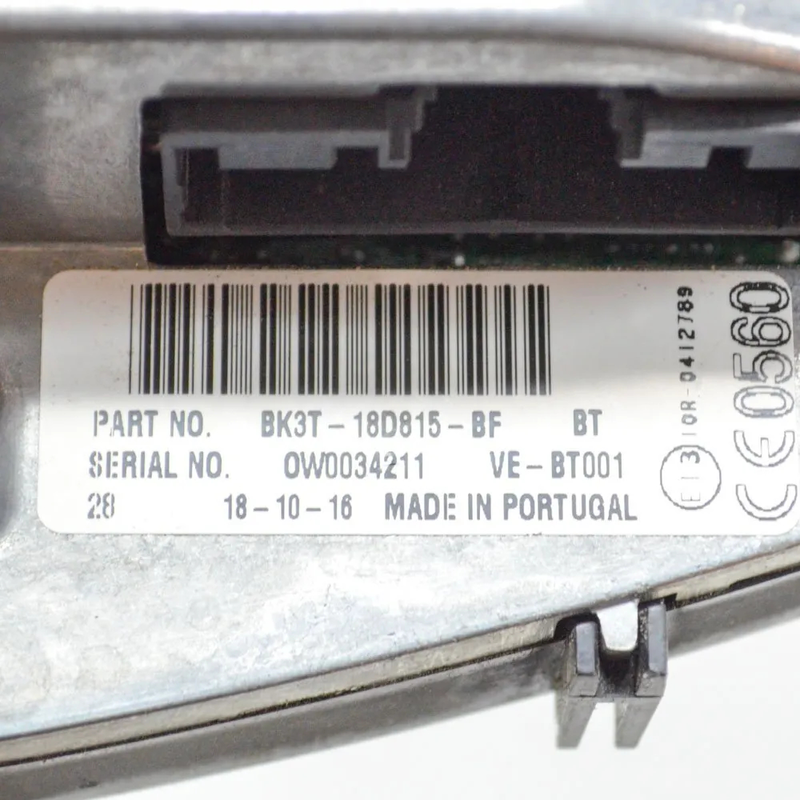 PART NO. BK3T-18D815-BF BT
SERIAL NO. 0W0034211 VE-BT001
28 18-10-16 MADE IN PORTUGAL
E13 10R-0412789
CE0560